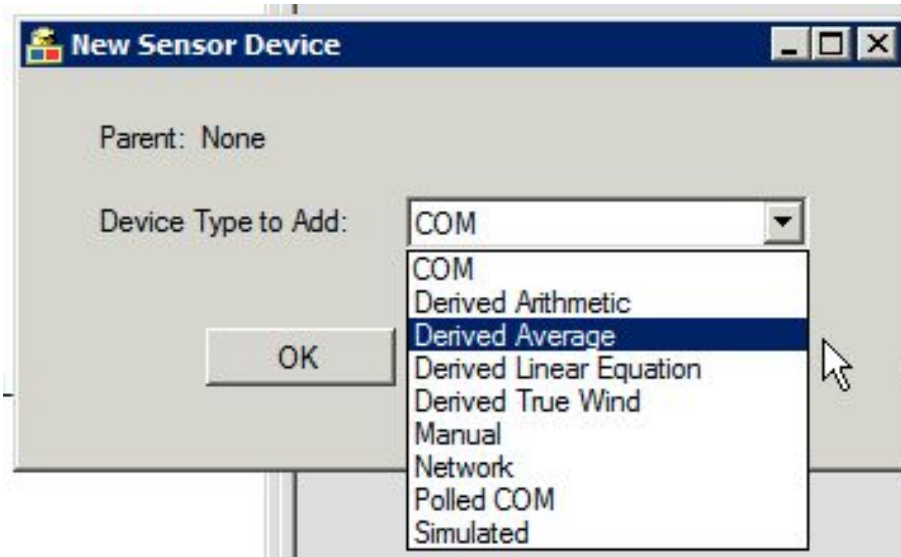 New Sensor Device
Parent: None
Device Type to Add:
COM
COM
Derived Arithmetic
Derived Average
Derived Linear Equation
Derived True Wind
Manual
Network
Polled COM
Simulated
OK